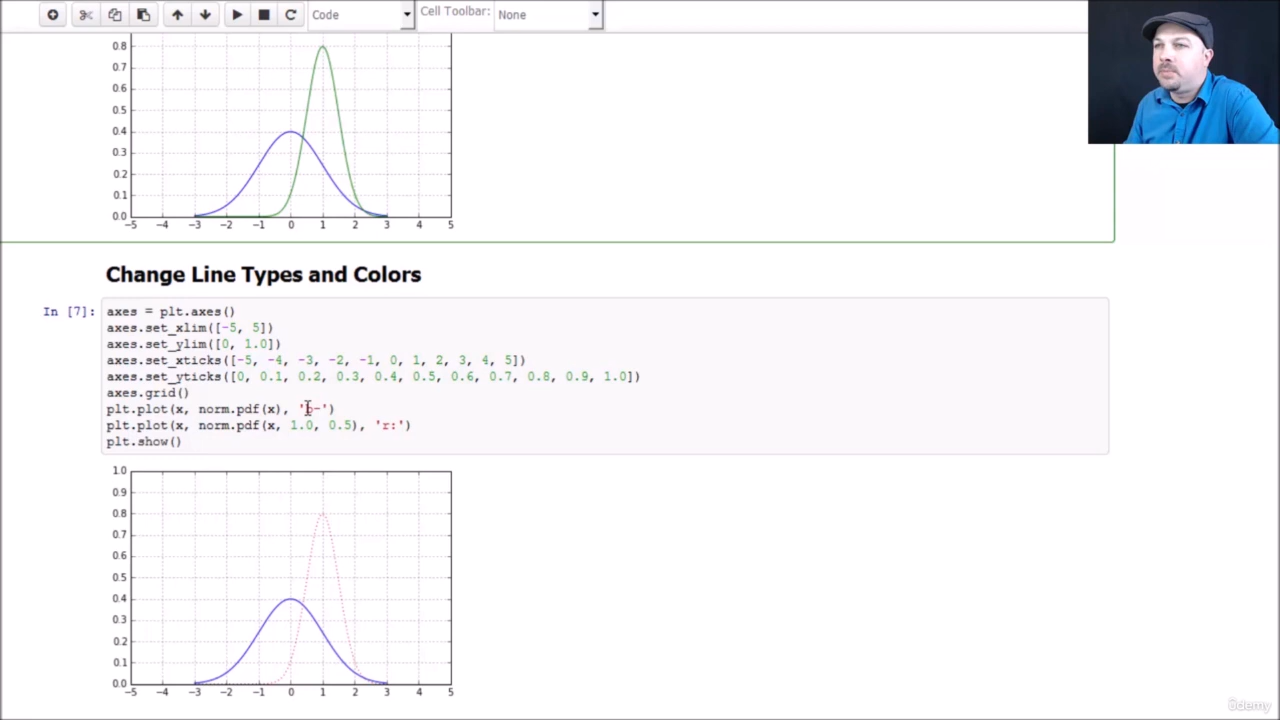 Code Cell Toolbar: None
0.8
0.7
0.6
0.5
0.4
0.3
0.2
0.1
0.0
−5 −4 −3 −2 −1 0 1 2 3 4 5
Change Line Types and Colors
In [7]: axes = plt.axes()
axes.set_xlim([-5, 5])
axes.set_ylim([0, 1.0])
axes.set_xticks([-5, -4, -3, -2, -1, 0, 1, 2, 3, 4, 5])
axes.set_yticks([0, 0.1, 0.2, 0.3, 0.4, 0.5, 0.6, 0.7, 0.8, 0.9, 1.0])
axes.grid()
plt.plot(x, norm.pdf(x), 'b-')
plt.plot(x, norm.pdf(x, 1.0, 0.5), 'r:')
plt.show()
1.0
0.9
0.8
0.7
0.6
0.5
0.4
0.3
0.2
0.1
0.0
−5 −4 −3 −2 −1 0 1 2 3 4 5
ûdemy